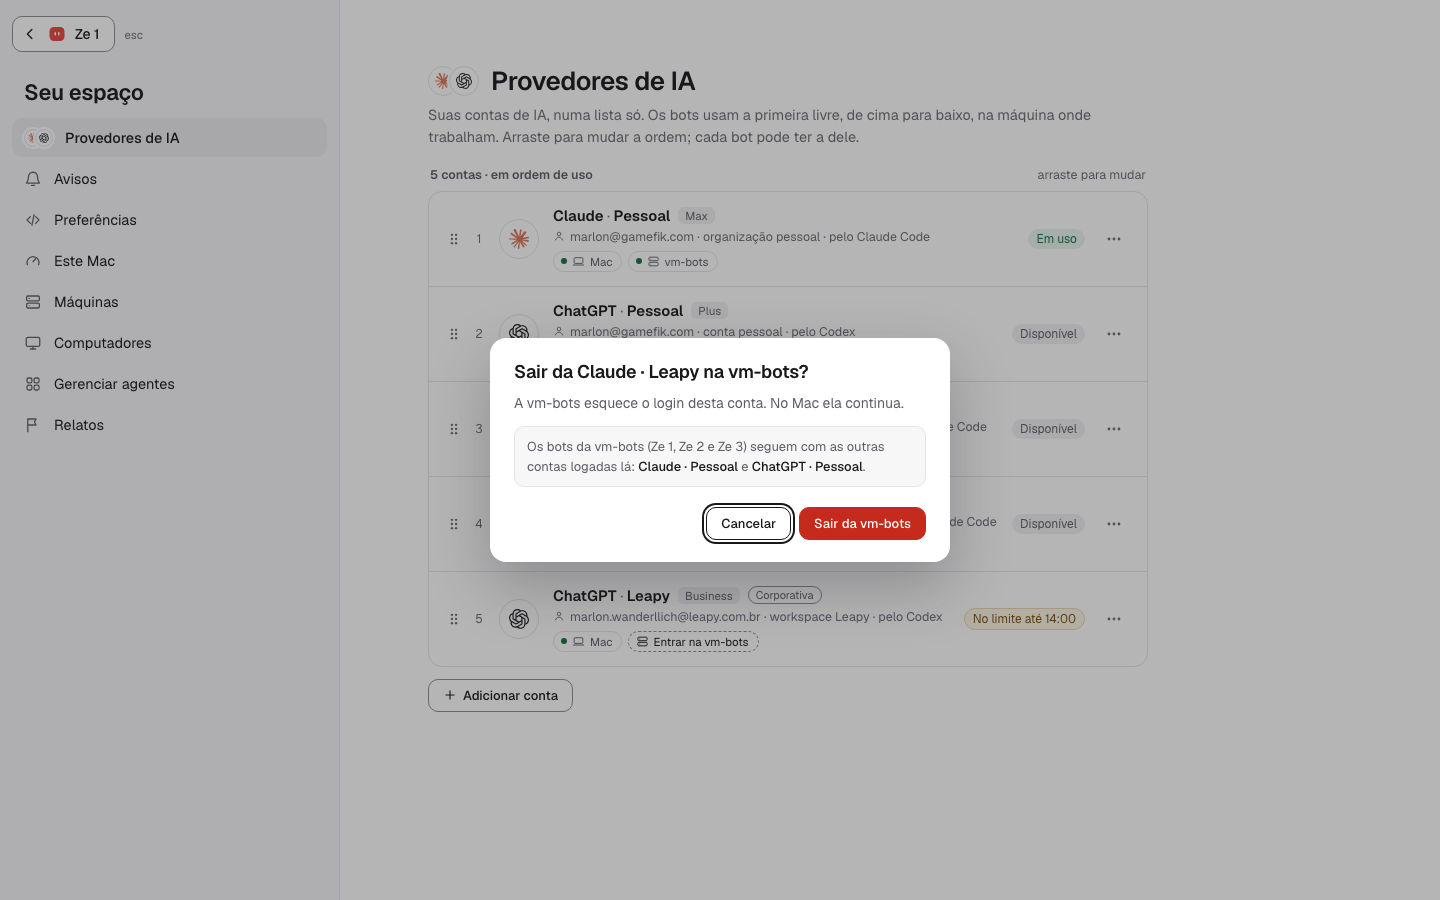 Ze 1
esc
Seu espaço
Provedores de IA
Avisos
Preferências
Este Mac
Máquinas
Computadores
Gerenciar agentes
Relatos
Provedores de IA
Suas contas de IA, numa lista só. Os bots usam a primeira livre, de cima para baixo, na máquina onde
trabalham. Arraste para mudar a ordem; cada bot pode ter a dele.
5 contas · em ordem de uso
arraste para mudar
1
Claude · Pessoal Max
marlon@gamefik.com · organização pessoal · pelo Claude Code
Mac vm-bots
Em uso
2
ChatGPT · Pessoal Plus
marlon@gamefik.com · conta pessoal · pelo Codex
Disponível
Sair da Claude · Leapy na vm-bots?
A vm-bots esquece o login desta conta. No Mac ela continua.
Os bots da vm-bots (Ze 1, Ze 2 e Ze 3) seguem com as outras
contas logadas lá: Claude · Pessoal e ChatGPT · Pessoal.
Cancelar
Sair da vm-bots
3
e Code
Disponível
4
de Code
Disponível
5
ChatGPT · Leapy Business Corporativa
marlon.wanderllich@leapy.com.br · workspace Leapy · pelo Codex
Mac Entrar na vm-bots
No limite até 14:00
Adicionar conta